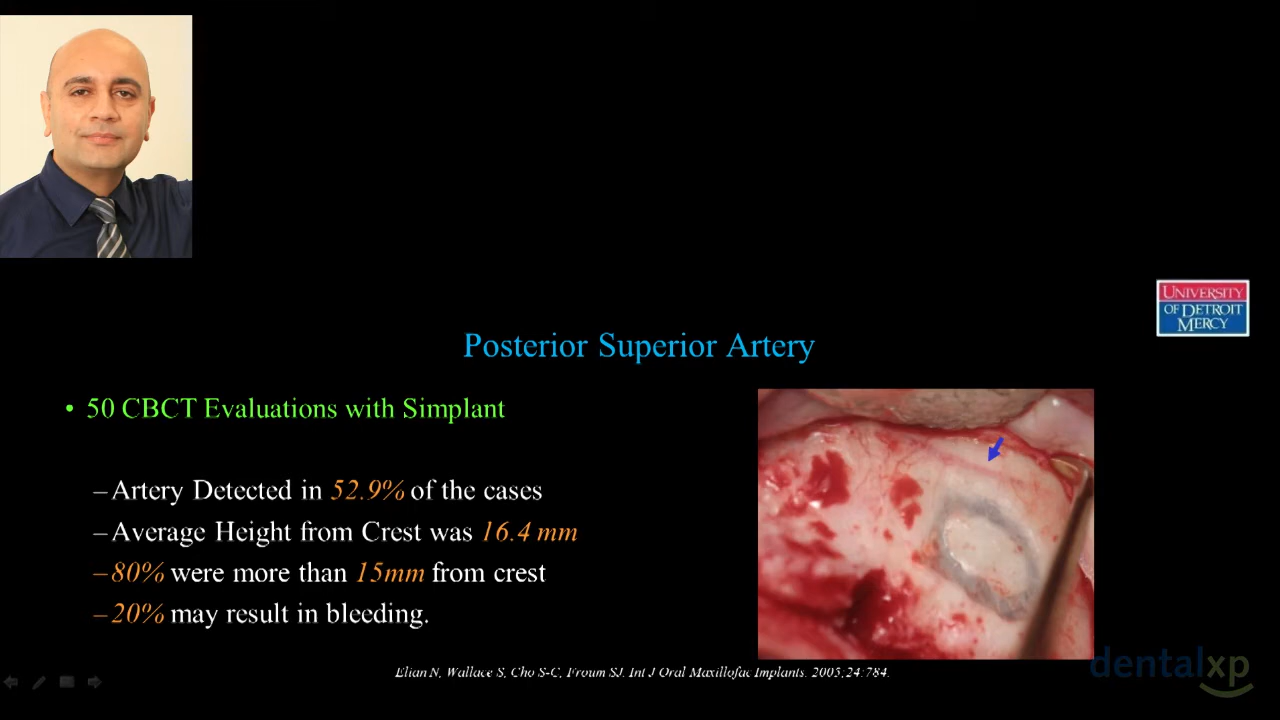 UNIVERSITY
OF DETROIT
MERCY
Posterior Superior Artery
• 50 CBCT Evaluations with Simplant
– Artery Detected in 52.9% of the cases
– Average Height from Crest was 16.4 mm
– 80% were more than 15mm from crest
– 20% may result in bleeding.
Elian N, Wallace S, Cho S-C, Froum SJ. Int J Oral Maxillofac Implants. 2005;24:784.
dentalxp